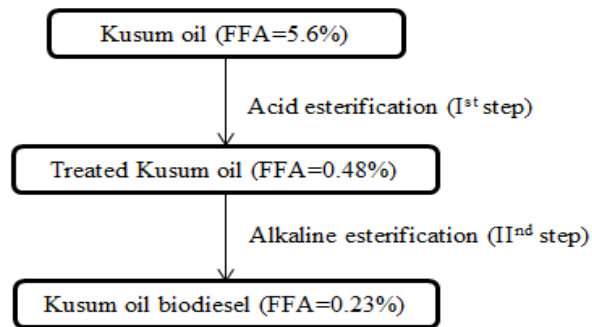 Kusum oil (FFA=5.6%)
Acid esterification (Iˢᵗ step)
Treated Kusum oil (FFA=0.48%)
Alkaline esterification (IIⁿᵈ step)
Kusum oil biodiesel (FFA=0.23%)